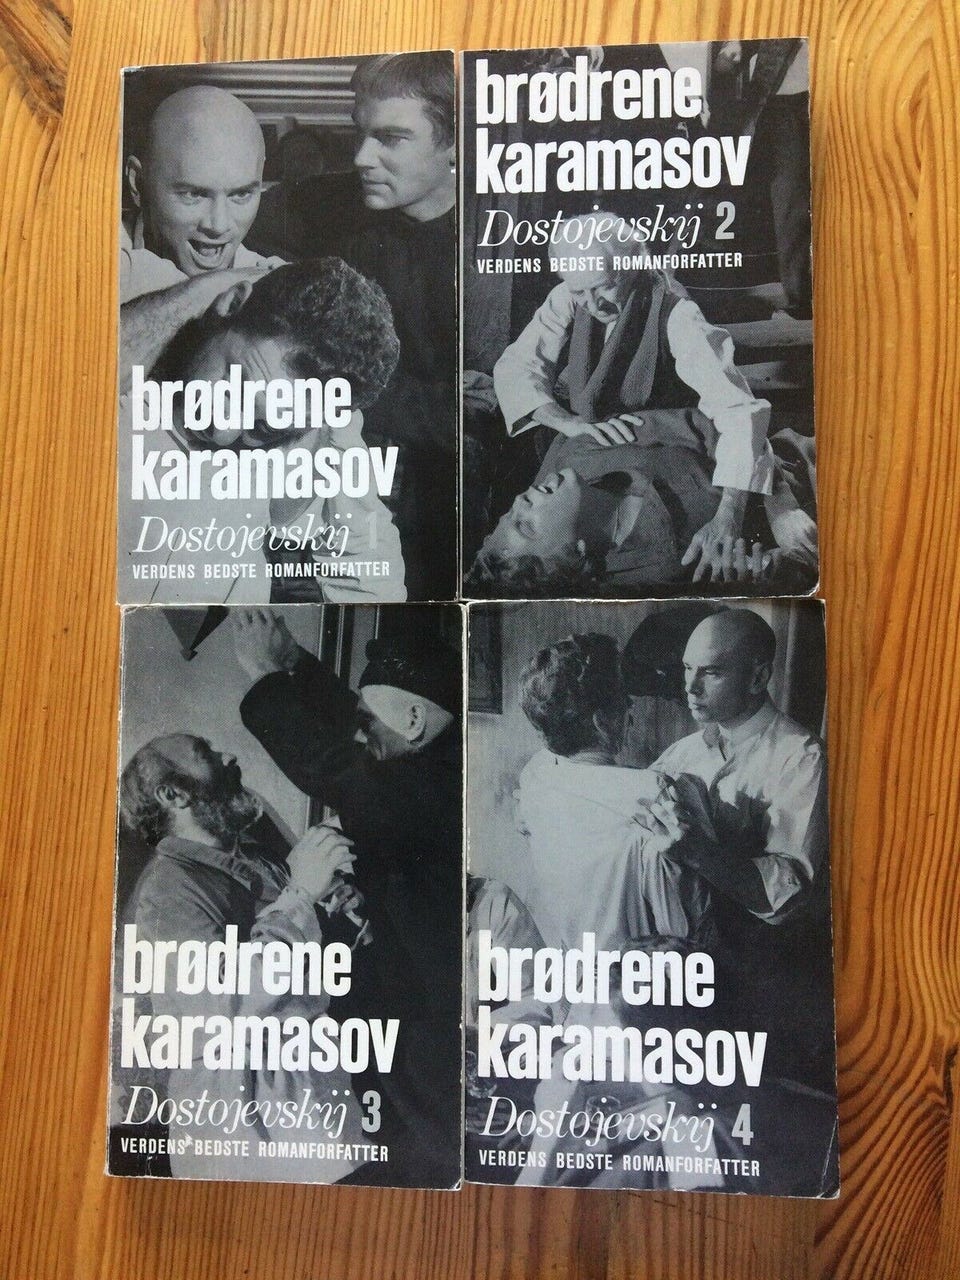 brødrene
karamasov
Dostojevskij 1
VERDENS BEDSTE ROMANFORFATTER
brødrene
karamasov
Dostojevskij 2
VERDENS BEDSTE ROMANFORFATTER
brødrene
karamasov
Dostojevskij 3
VERDENS BEDSTE ROMANFORFATTER
brødrene
karamasov
Dostojevskij 4
VERDENS BEDSTE ROMANFORFATTER